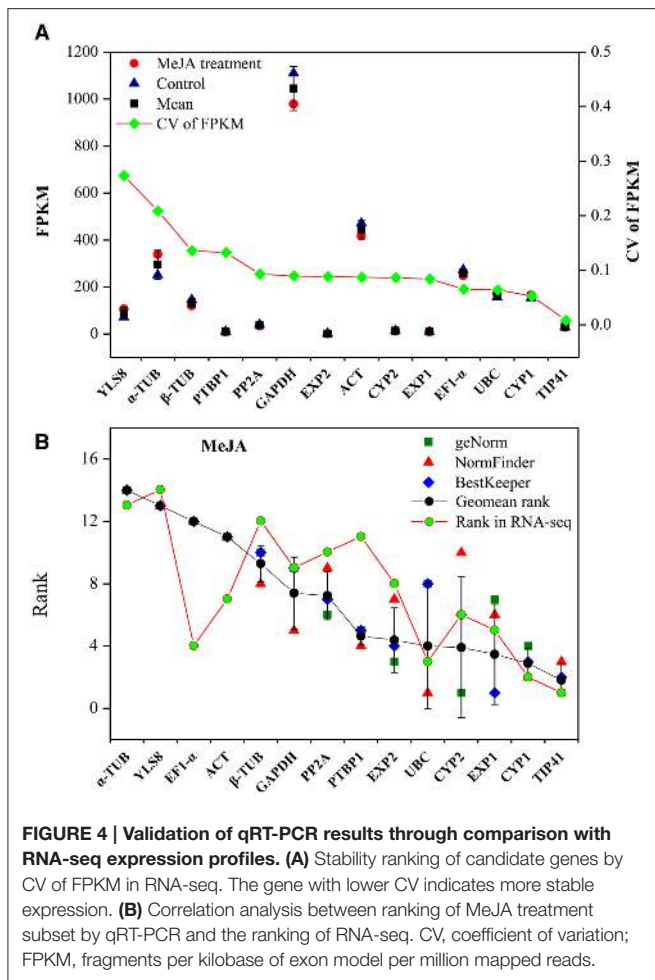 A
1200
1000
800
600
400
200
0
FPKM
MeJA treatment
Control
Mean
CV of FPKM
0.5
0.4
0.3
0.2
0.1
0.0
CV of FPKM
YLS8
α-TUB
β-TUB
PTBP1
PP2A
GAPDH
EXP2
ACT
CYP2
EXP1
EF1-α
UBC
CYP1
TIP41
B
MeJA
16
12
8
4
0
Rank
geNorm
NormFinder
BestKeeper
Geomean rank
Rank in RNA-seq
α-TUB
YLS8
EF1-α
ACT
β-TUB
GAPDH
PP2A
PTBP1
EXP2
UBC
CYP2
EXP1
CYP1
TIP41
FIGURE 4 | Validation of qRT-PCR results through comparison with
RNA-seq expression profiles. (A) Stability ranking of candidate genes by
CV of FPKM in RNA-seq. The gene with lower CV indicates more stable
expression. (B) Correlation analysis between ranking of MeJA treatment
subset by qRT-PCR and the ranking of RNA-seq. CV, coefficient of variation;
FPKM, fragments per kilobase of exon model per million mapped reads.